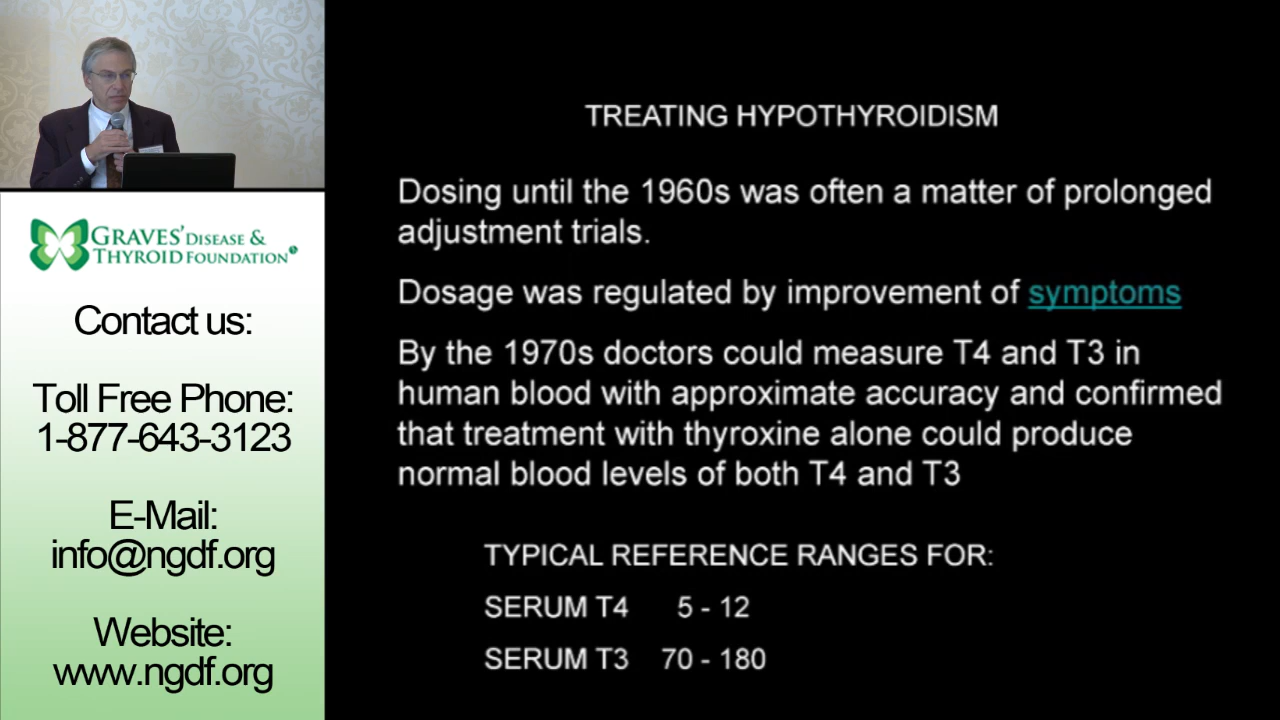 GRAVES' DISEASE &
THYROID FOUNDATION
Contact us:
Toll Free Phone:
1-877-643-3123
E-Mail:
info@ngdf.org
Website:
www.ngdf.org
TREATING HYPOTHYROIDISM
Dosing until the 1960s was often a matter of prolonged
adjustment trials.
Dosage was regulated by improvement of symptoms
By the 1970s doctors could measure T4 and T3 in
human blood with approximate accuracy and confirmed
that treatment with thyroxine alone could produce
normal blood levels of both T4 and T3
TYPICAL REFERENCE RANGES FOR:
SERUM T4 5 - 12
SERUM T3 70 - 180